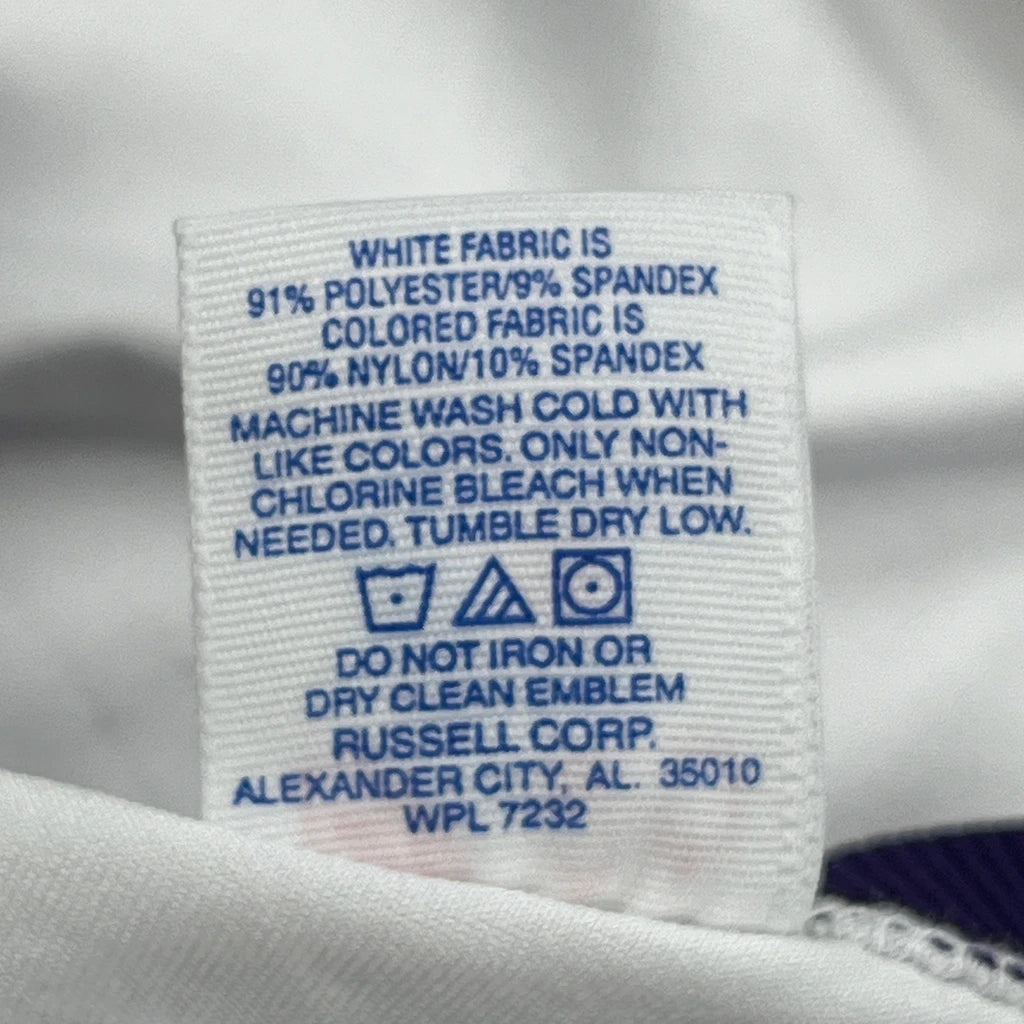 WHITE FABRIC IS
91% POLYESTER/9% SPANDEX
COLORED FABRIC IS
90% NYLON/10% SPANDEX
MACHINE WASH COLD WITH
LIKE COLORS. ONLY NON-
CHLORINE BLEACH WHEN
NEEDED. TUMBLE DRY LOW.
DO NOT IRON OR
DRY CLEAN EMBLEM
RUSSELL CORP.
ALEXANDER CITY, AL. 35010
WPL 7232